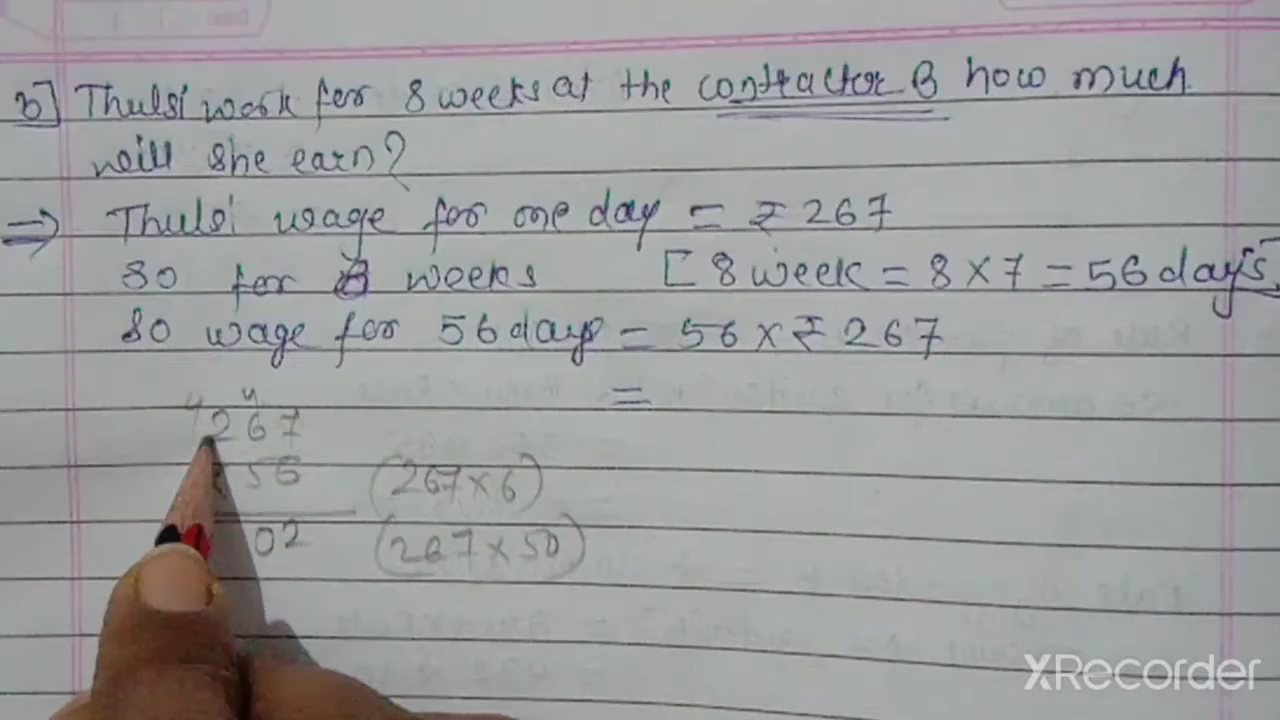 b] Thulsi work for 8 weeks at the contractor B how much
will she earn?
⇒ Thulsi wage for one day = ₹ 267
So for 8 weeks [8 week = 8 × 7 = 56 days]
So wage for 56 days = 56 × ₹ 267
=
4 4
267
56 (267 × 6)
02 (267 × 50)
XRecorder